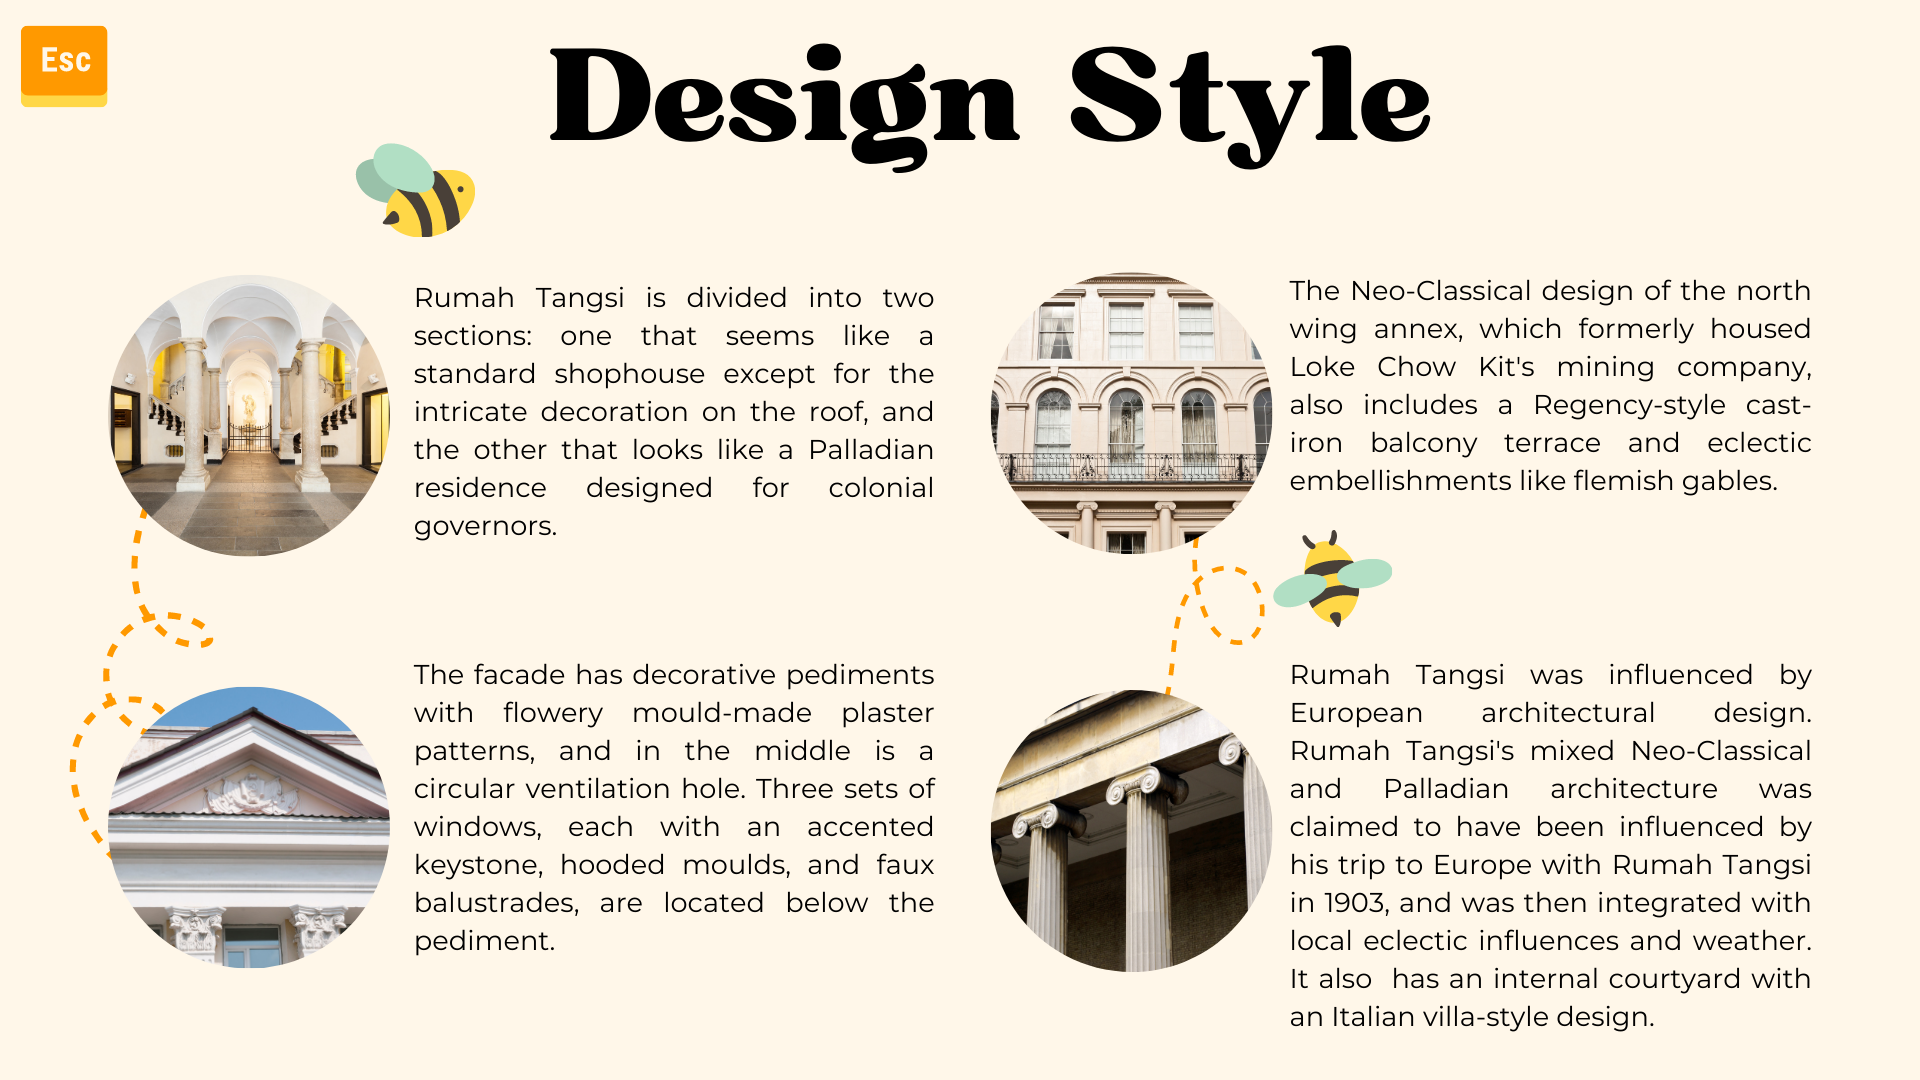 Esc
Design Style
Rumah Tangsi is divided into two
sections: one that seems like a
standard shophouse except for the
intricate decoration on the roof, and
the other that looks like a Palladian
residence designed for colonial
governors.
The Neo-Classical design of the north
wing annex, which formerly housed
Loke Chow Kit's mining company,
also includes a Regency-style cast-
iron balcony terrace and eclectic
embellishments like flemish gables.
The facade has decorative pediments
with flowery mould-made plaster
patterns, and in the middle is a
circular ventilation hole. Three sets of
windows, each with an accented
keystone, hooded moulds, and faux
balustrades, are located below the
pediment.
Rumah Tangsi was influenced by
European architectural design.
Rumah Tangsi's mixed Neo-Classical
and Palladian architecture was
claimed to have been influenced by
his trip to Europe with Rumah Tangsi
in 1903, and was then integrated with
local eclectic influences and weather.
It also  has an internal courtyard with
an Italian villa-style design.